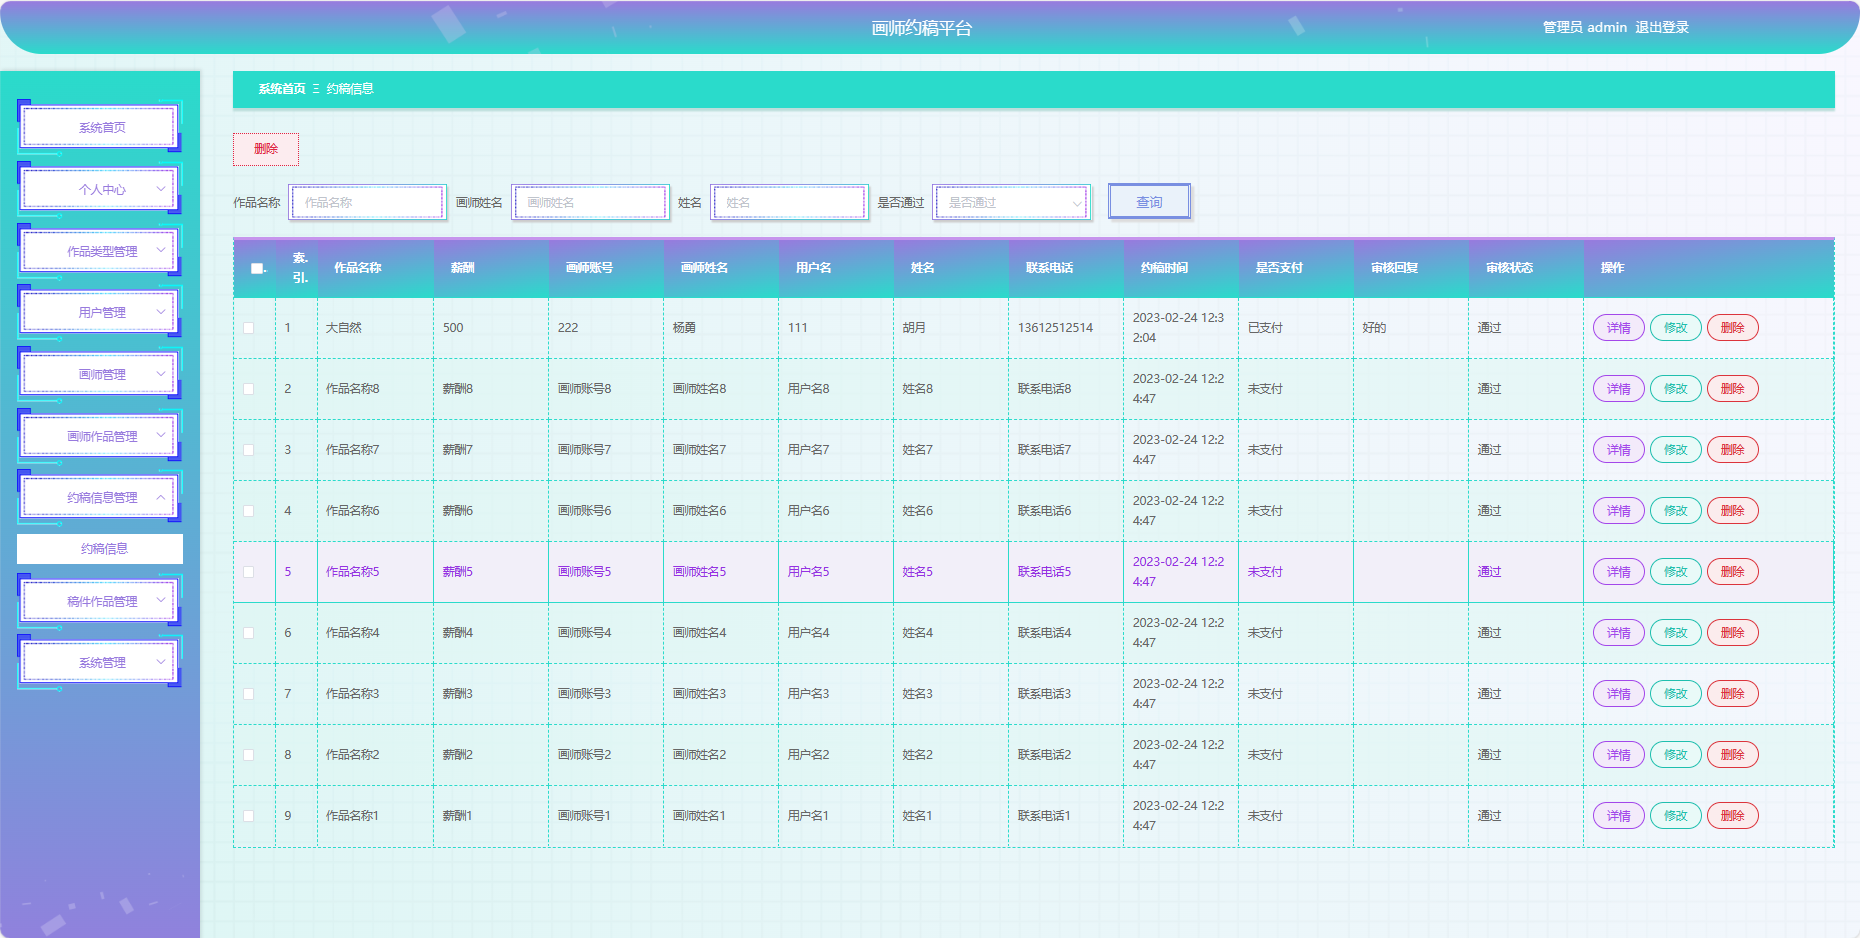 画师约稿平台
管理员 admin 退出登录
系统首页 Ξ 约稿信息
系统首页
个人中心
作品类型管理
用户管理
画师管理
画师作品管理
约稿信息管理
约稿信息
稿件作品管理
系统管理
删除
作品名称 作品名称 画师姓名 画师姓名 姓名 姓名 是否通过 是否通过 查询
索引. 作品名称 薪酬 画师账号 画师姓名 用户名 姓名 联系电话 约稿时间 是否支付 审核回复 审核状态 操作
1 大自然 500 222 杨勇 111 胡月 13612512514 2023-02-24 12:32:04 已支付 好的 通过 详情 修改 删除
2 作品名称8 薪酬8 画师账号8 画师姓名8 用户名8 姓名8 联系电话8 2023-02-24 12:24:47 未支付 通过 详情 修改 删除
3 作品名称7 薪酬7 画师账号7 画师姓名7 用户名7 姓名7 联系电话7 2023-02-24 12:24:47 未支付 通过 详情 修改 删除
4 作品名称6 薪酬6 画师账号6 画师姓名6 用户名6 姓名6 联系电话6 2023-02-24 12:24:47 未支付 通过 详情 修改 删除
5 作品名称5 薪酬5 画师账号5 画师姓名5 用户名5 姓名5 联系电话5 2023-02-24 12:24:47 未支付 通过 详情 修改 删除
6 作品名称4 薪酬4 画师账号4 画师姓名4 用户名4 姓名4 联系电话4 2023-02-24 12:24:47 未支付 通过 详情 修改 删除
7 作品名称3 薪酬3 画师账号3 画师姓名3 用户名3 姓名3 联系电话3 2023-02-24 12:24:47 未支付 通过 详情 修改 删除
8 作品名称2 薪酬2 画师账号2 画师姓名2 用户名2 姓名2 联系电话2 2023-02-24 12:24:47 未支付 通过 详情 修改 删除
9 作品名称1 薪酬1 画师账号1 画师姓名1 用户名1 姓名1 联系电话1 2023-02-24 12:24:47 未支付 通过 详情 修改 删除